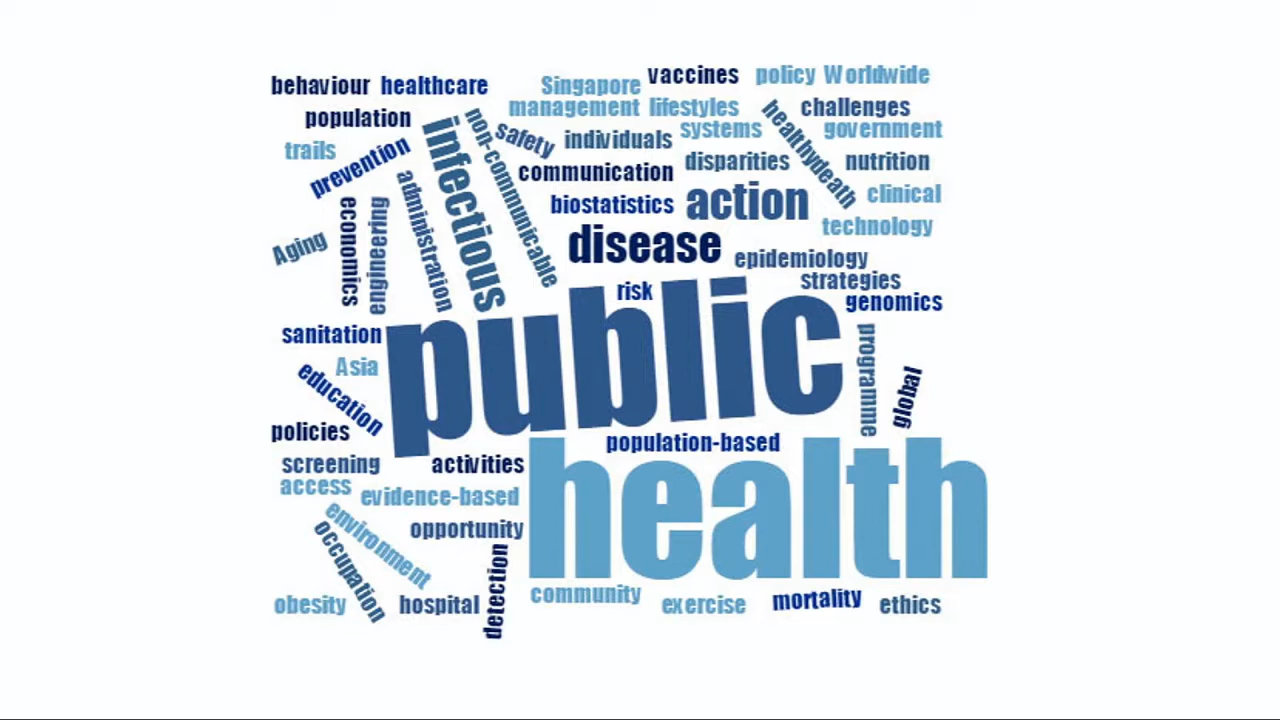 behaviour healthcare
Singapore
vaccines
policy Worldwide
population
management lifestyles
challenges
trails
prevention
infectious
non-communicable
safety
individuals
systems
healthydeath
government
communication
disparities
nutrition
economics
engineering
administration
biostatistics
action
clinical
technology
Aging
disease
epidemiology
strategies
risk
genomics
sanitation
public
programme
global
Asia
education
policies
population-based
screening
activities
health
access
evidence-based
environment
occupation
opportunity
detection
obesity
hospital
community
exercise
mortality
ethics